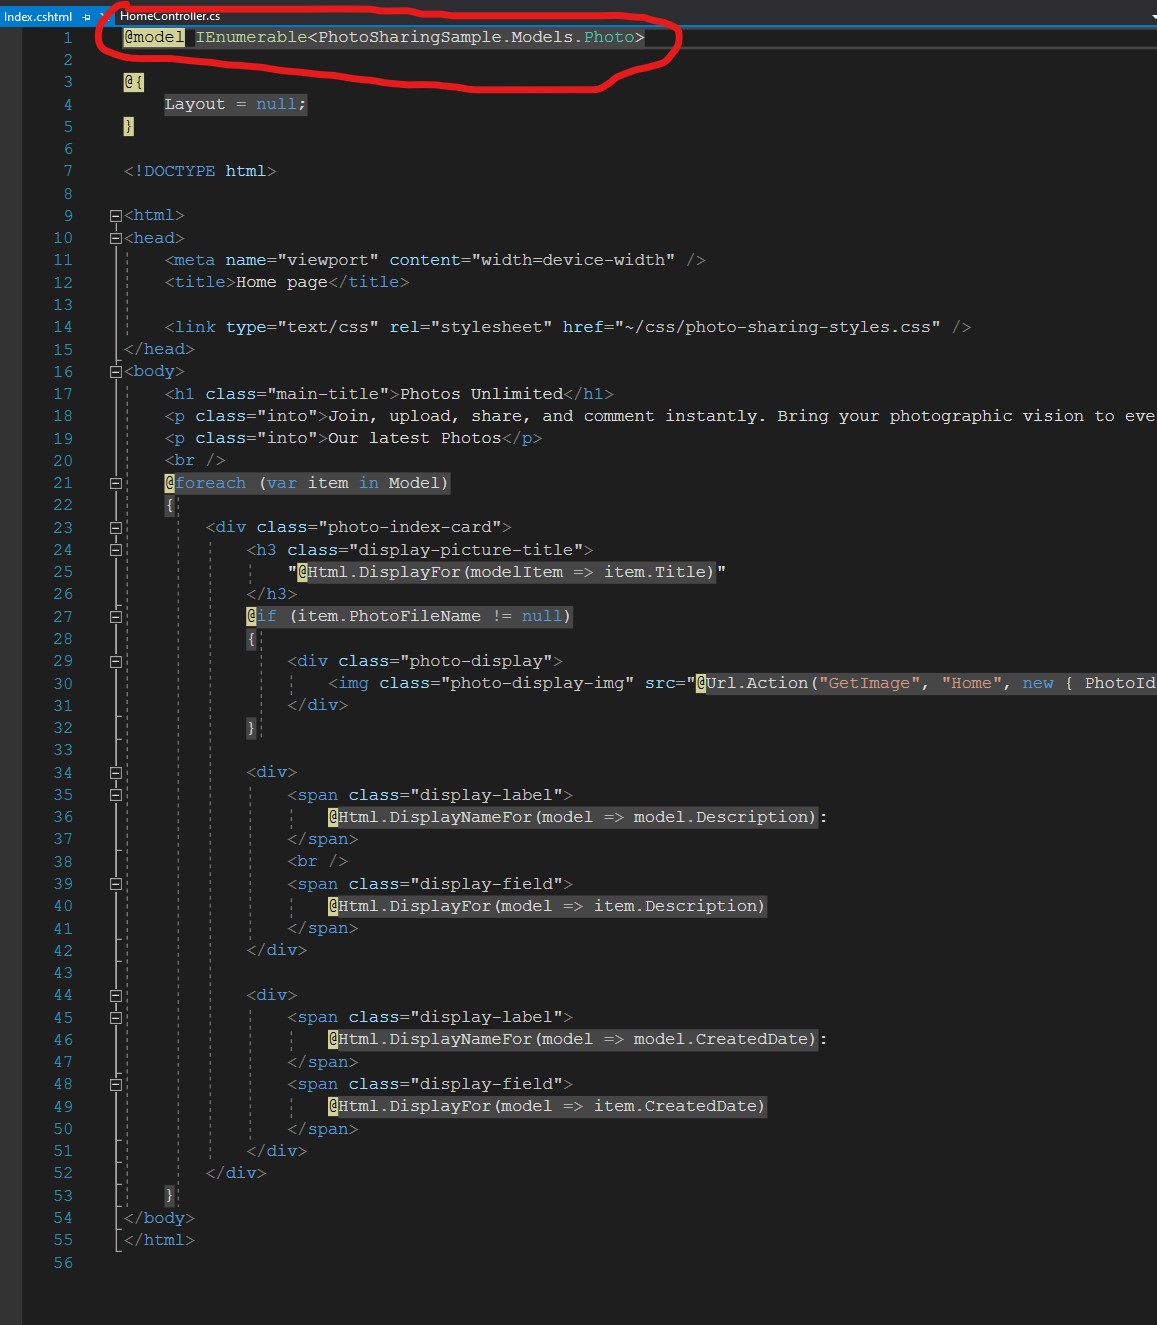 Index.cshtml HomeController.cs
1 @model IEnumerable<PhotoSharingSample.Models.Photo>
2
3 @{
4 Layout = null;
5 }
6
7 <!DOCTYPE html>
8
9 <html>
10 <head>
11 <meta name="viewport" content="width=device-width" />
12 <title>Home page</title>
13
14 <link type="text/css" rel="stylesheet" href="~/css/photo-sharing-styles.css" />
15 </head>
16 <body>
17 <h1 class="main-title">Photos Unlimited</h1>
18 <p class="into">Join, upload, share, and comment instantly. Bring your photographic vision to eve
19 <p class="into">Our latest Photos</p>
20 <br />
21 @foreach (var item in Model)
22 {
23 <div class="photo-index-card">
24 <h3 class="display-picture-title">
25 "@Html.DisplayFor(modelItem => item.Title)"
26 </h3>
27 @if (item.PhotoFileName != null)
28 {
29 <div class="photo-display">
30 <img class="photo-display-img" src="@Url.Action("GetImage", "Home", new { PhotoId
31 </div>
32 }
33
34 <div>
35 <span class="display-label">
36 @Html.DisplayNameFor(model => model.Description):
37 </span>
38 <br />
39 <span class="display-field">
40 @Html.DisplayFor(model => item.Description)
41 </span>
42 </div>
43
44 <div>
45 <span class="display-label">
46 @Html.DisplayNameFor(model => model.CreatedDate):
47 </span>
48 <span class="display-field">
49 @Html.DisplayFor(model => item.CreatedDate)
50 </span>
51 </div>
52 </div>
53 }
54 </body>
55 </html>
56